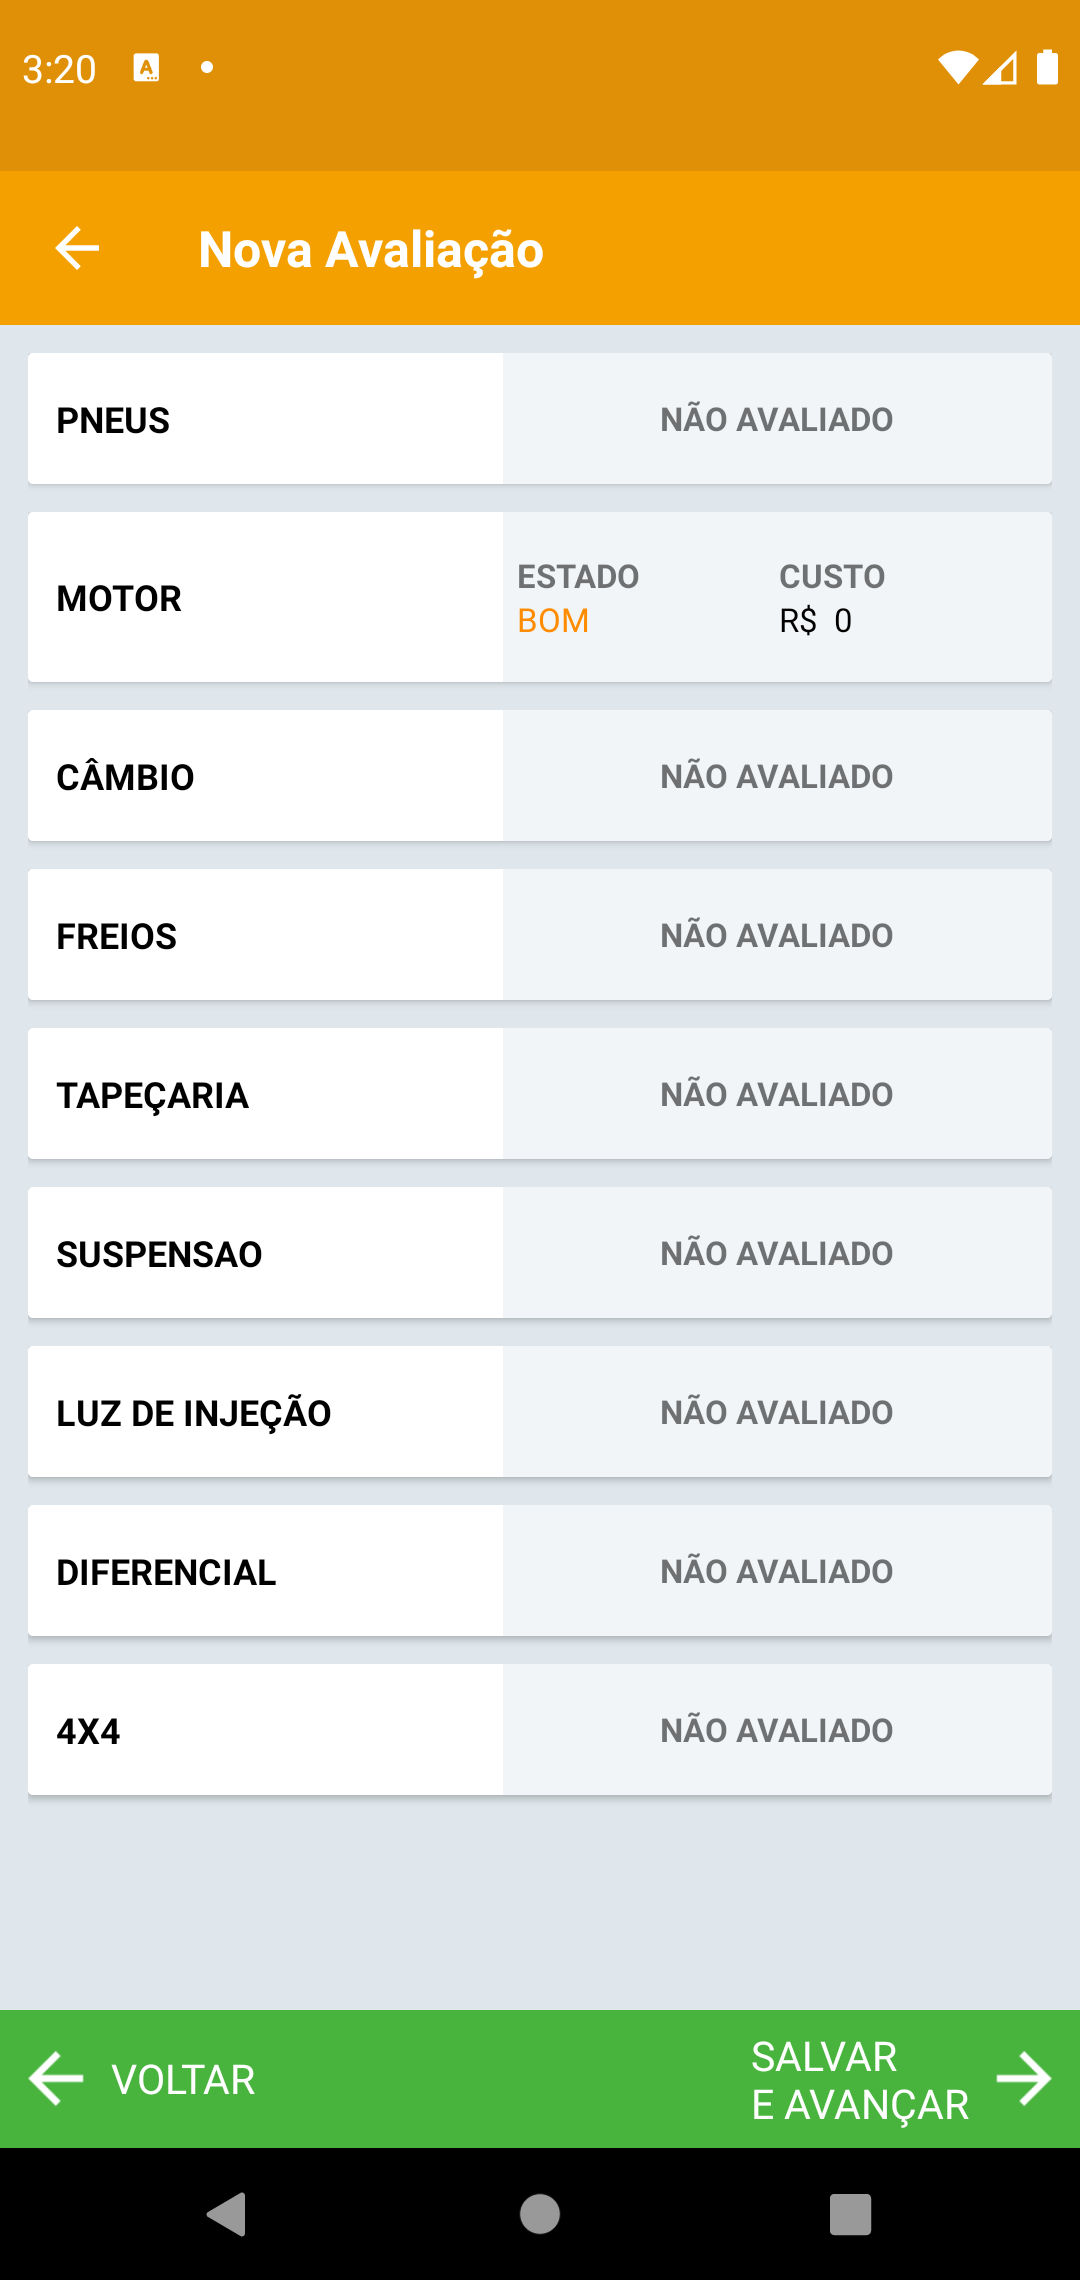 3:20
Nova Avaliação
PNEUS
NÃO AVALIADO
MOTOR
ESTADO
CUSTO
BOM
R$ 0
CÂMBIO
NÃO AVALIADO
FREIOS
NÃO AVALIADO
TAPEÇARIA
NÃO AVALIADO
SUSPENSAO
NÃO AVALIADO
LUZ DE INJEÇÃO
NÃO AVALIADO
DIFERENCIAL
NÃO AVALIADO
4X4
NÃO AVALIADO
VOLTAR
SALVAR
E AVANÇAR